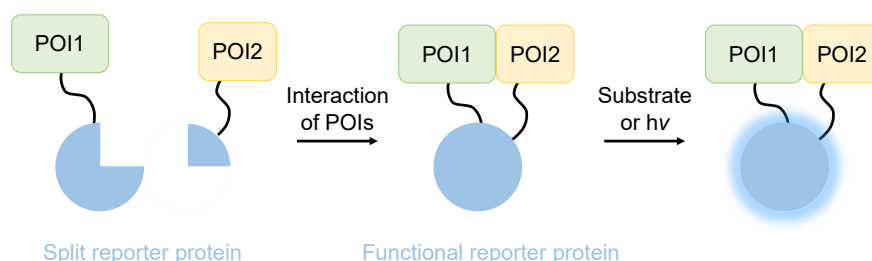 POI1
POI2
Interaction
of POIs
POI1
POI2
Substrate
or hv
POI1
POI2
Split reporter protein
Functional reporter protein